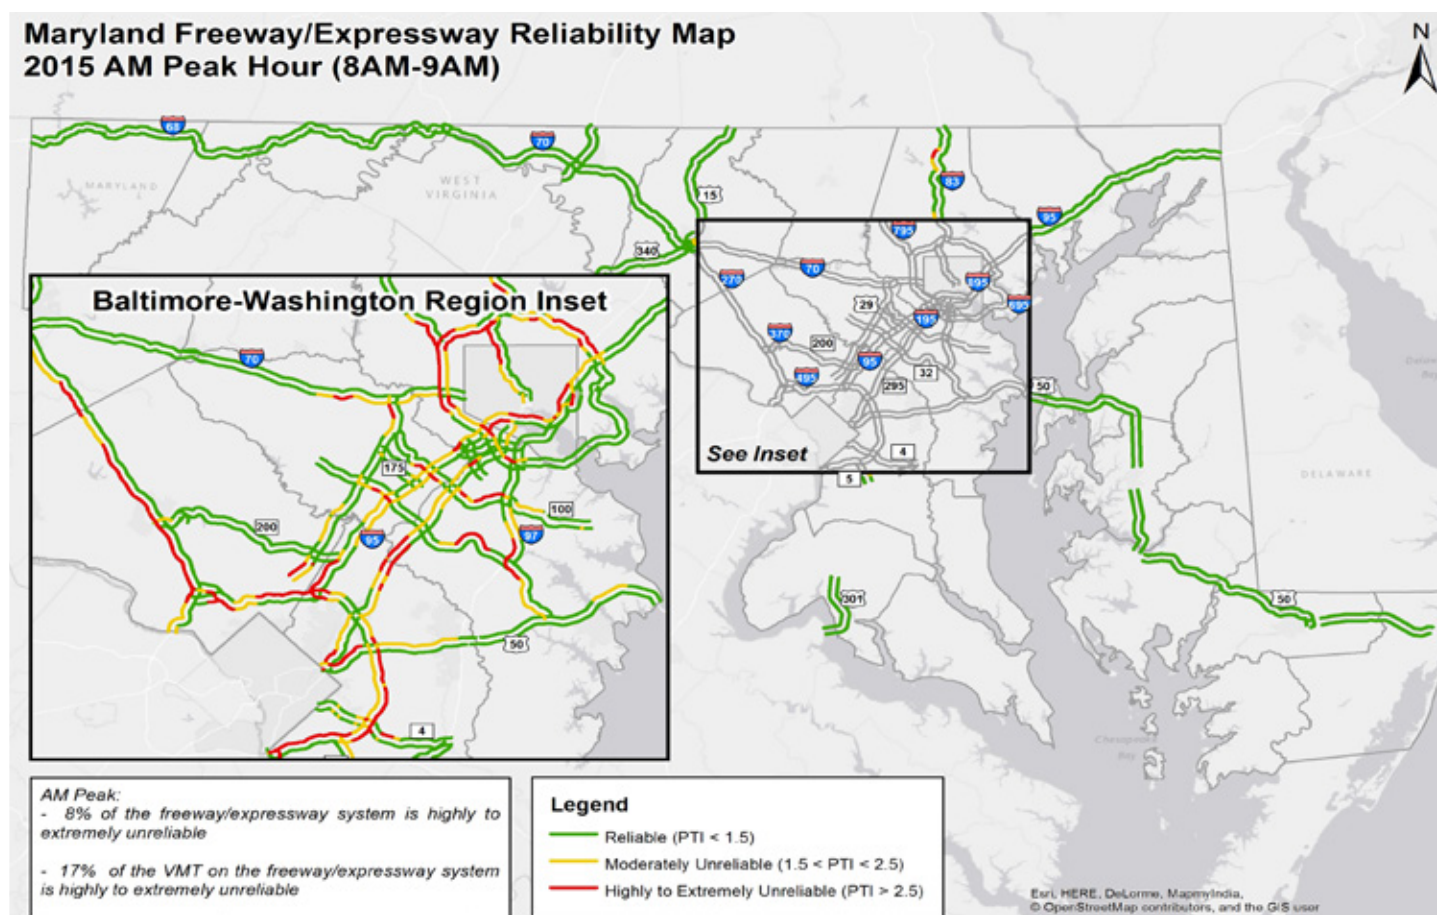 Maryland Freeway/Expressway Reliability Map
2015 AM Peak Hour (8AM-9AM)
N
68
70
MARYLAND
WEST
VIRGINIA
15
340
83
95
795
270
70
895
695
29
195
370
200
95
495
32
295
50
4
See Inset
5
DELAWARE
301
50
Chesapeake
Bay
Baltimore-Washington Region Inset
70
175
200
95
100
97
50
4
AM Peak:
- 8% of the freeway/expressway system is highly to
extremely unreliable
- 17% of the VMT on the freeway/expressway system
is highly to extremely unreliable
Legend
Reliable (PTI < 1.5)
Moderately Unreliable (1.5 < PTI < 2.5)
Highly to Extremely Unreliable (PTI > 2.5)
Esri, HERE, DeLorme, MapmyIndia,
© OpenStreetMap contributors, and the GIS user